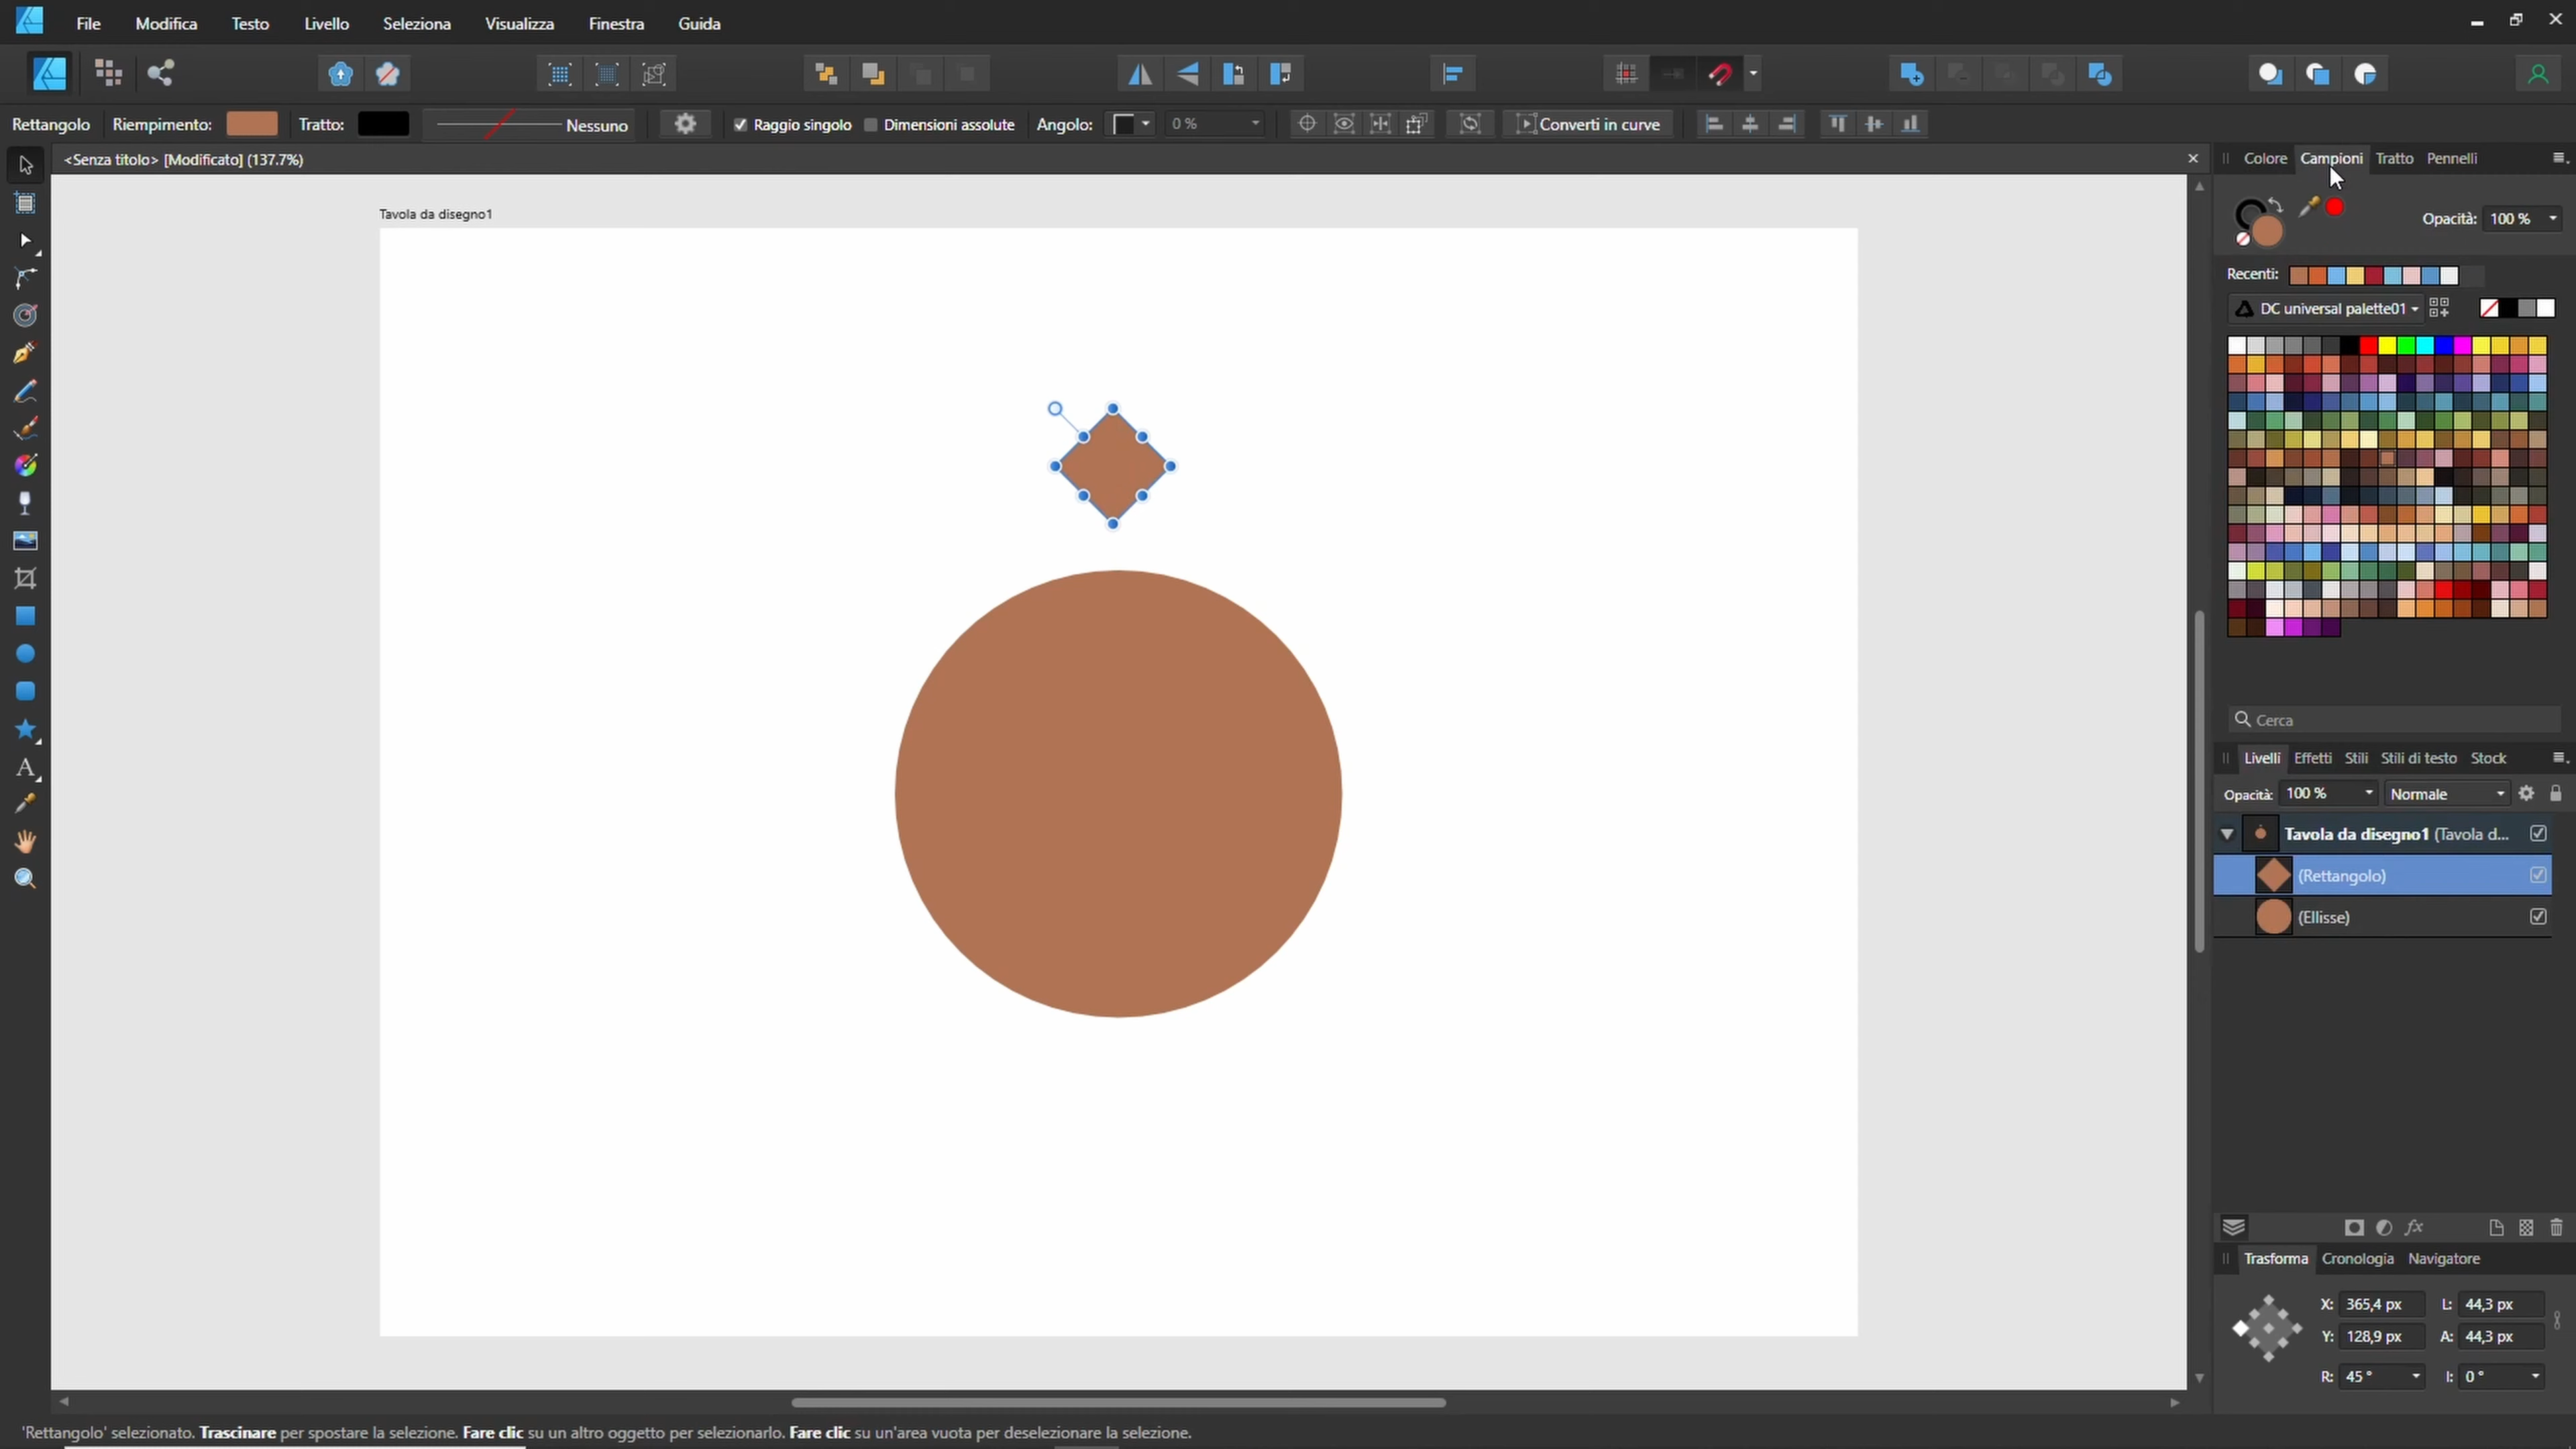 File Modifica Testo Livello Seleziona Visualizza Finestra Guida
Rettangolo Riempimento: Tratto: Nessuno Raggio singolo Dimensioni assolute Angolo: 0 % Converti in curve
<Senza titolo> [Modificato] (137.7%)
Colore Campioni Tratto Pennelli
Tavola da disegno1
Opacità: 100 %
Recenti:
DC universal palette01
Cerca
Livelli Effetti Stili Stili di testo Stock
Opacità: 100 % Normale
Tavola da disegno1 (Tavola d...
(Rettangolo)
(Ellisse)
fx
Trasforma Cronologia Navigatore
X: 365,4 px L: 44,3 px
Y: 128,9 px A: 44,3 px
R: 45 ° I: 0 °
'Rettangolo' selezionato. Trascinare per spostare la selezione. Fare clic su un altro oggetto per selezionarlo. Fare clic su un'area vuota per deselezionare la selezione.